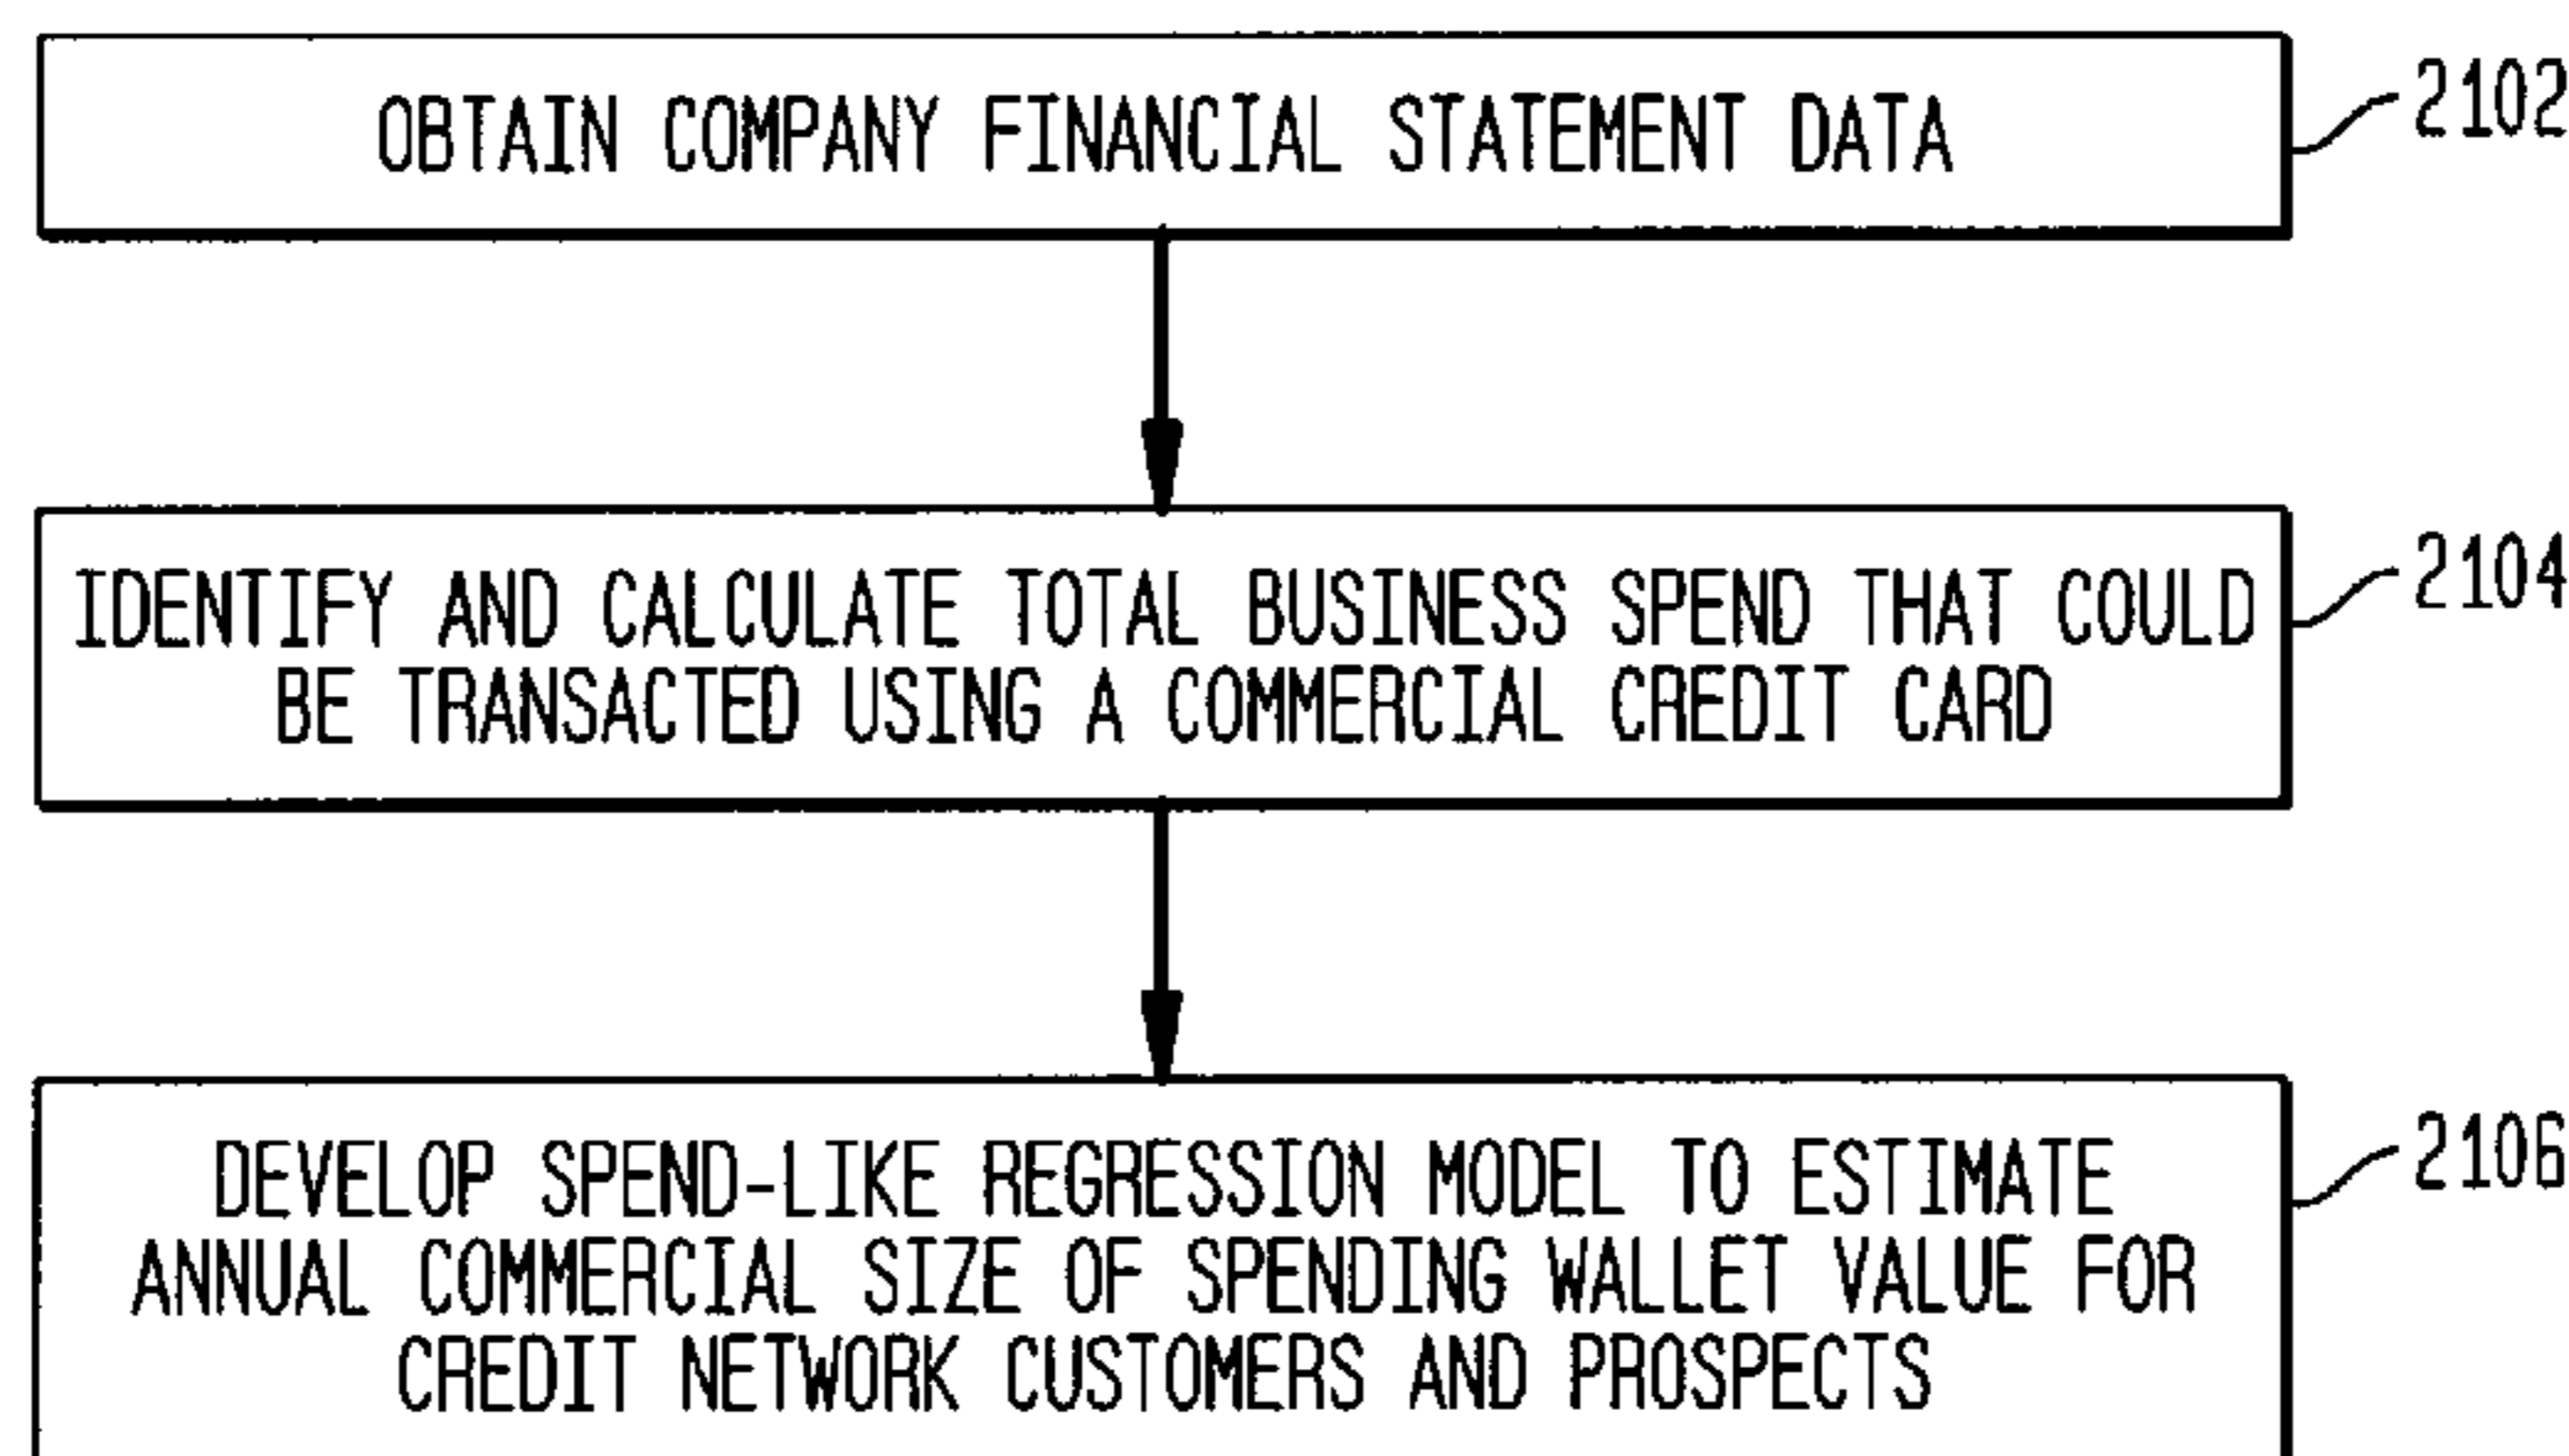 OBTAIN COMPANY FINANCIAL STATEMENT DATA
2102
IDENTIFY AND CALCULATE TOTAL BUSINESS SPEND THAT COULD
BE TRANSACTED USING A COMMERCIAL CREDIT CARD
2104
DEVELOP SPEND-LIKE REGRESSION MODEL TO ESTIMATE
ANNUAL COMMERCIAL SIZE OF SPENDING WALLET VALUE FOR
CREDIT NETWORK CUSTOMERS AND PROSPECTS
2106